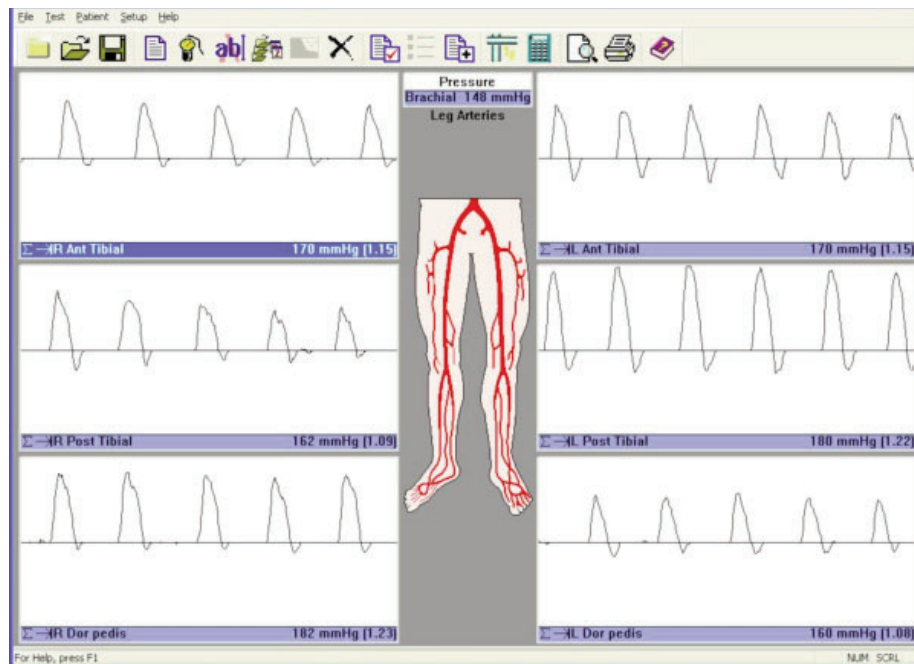 File Test Patient Setup Help
abI
Pressure
Brachial 148 mmHg
Leg Arteries
R Ant Tibial 170 mmHg (1.15)
L Ant Tibial 170 mmHg (1.15)
R Post Tibial 162 mmHg (1.09)
L Post Tibial 180 mmHg (1.22)
R Dor pedis 182 mmHg (1.23)
L Dor pedis 160 mmHg (1.08)
For Help, press F1 NUM SCRL